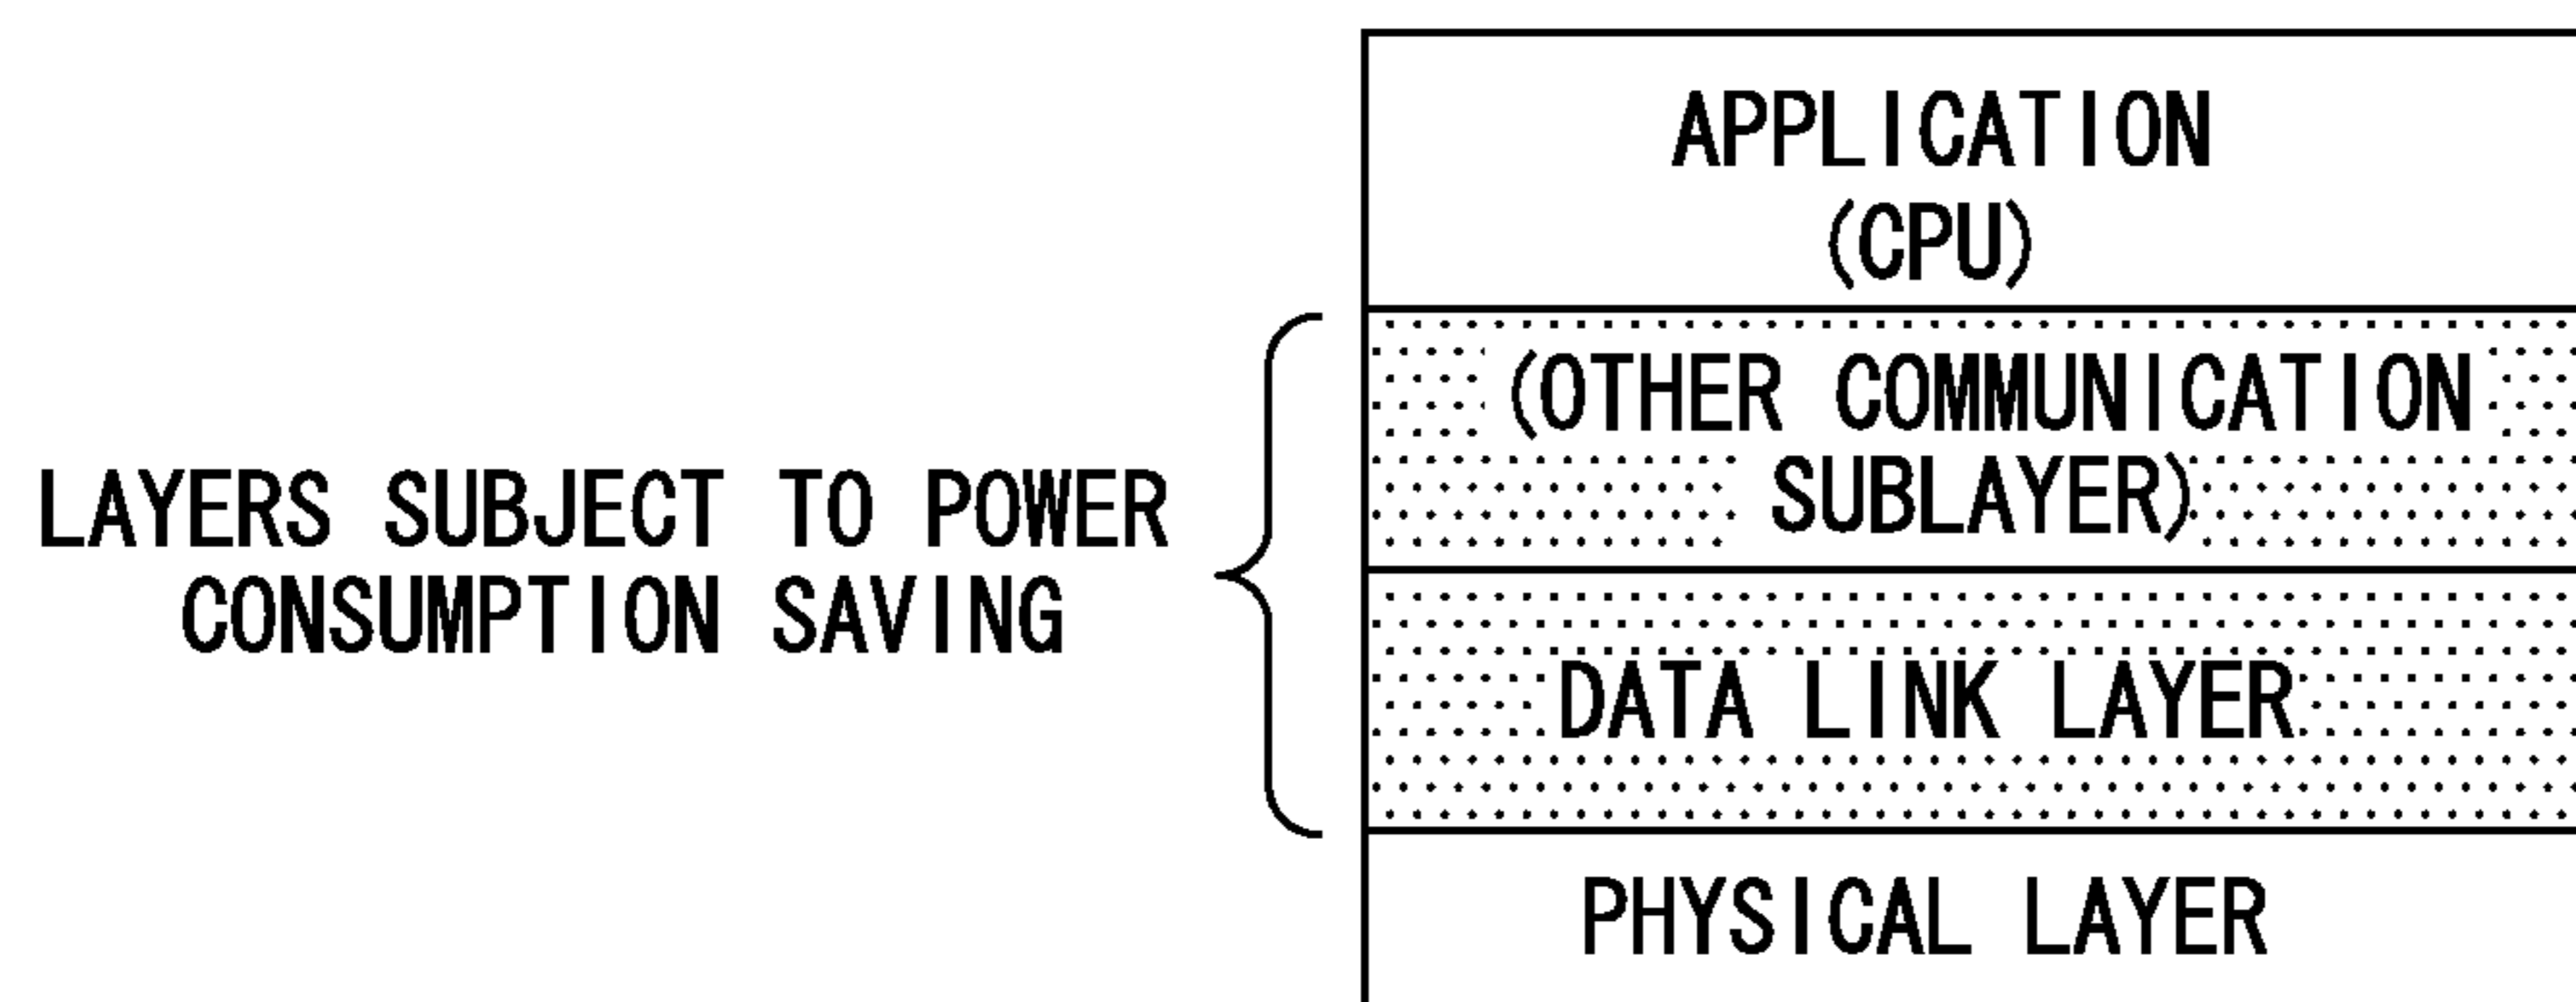 APPLICATION
(CPU)
(OTHER COMMUNICATION
SUBLAYER)
LAYERS SUBJECT TO POWER
CONSUMPTION SAVING
DATA LINK LAYER
PHYSICAL LAYER